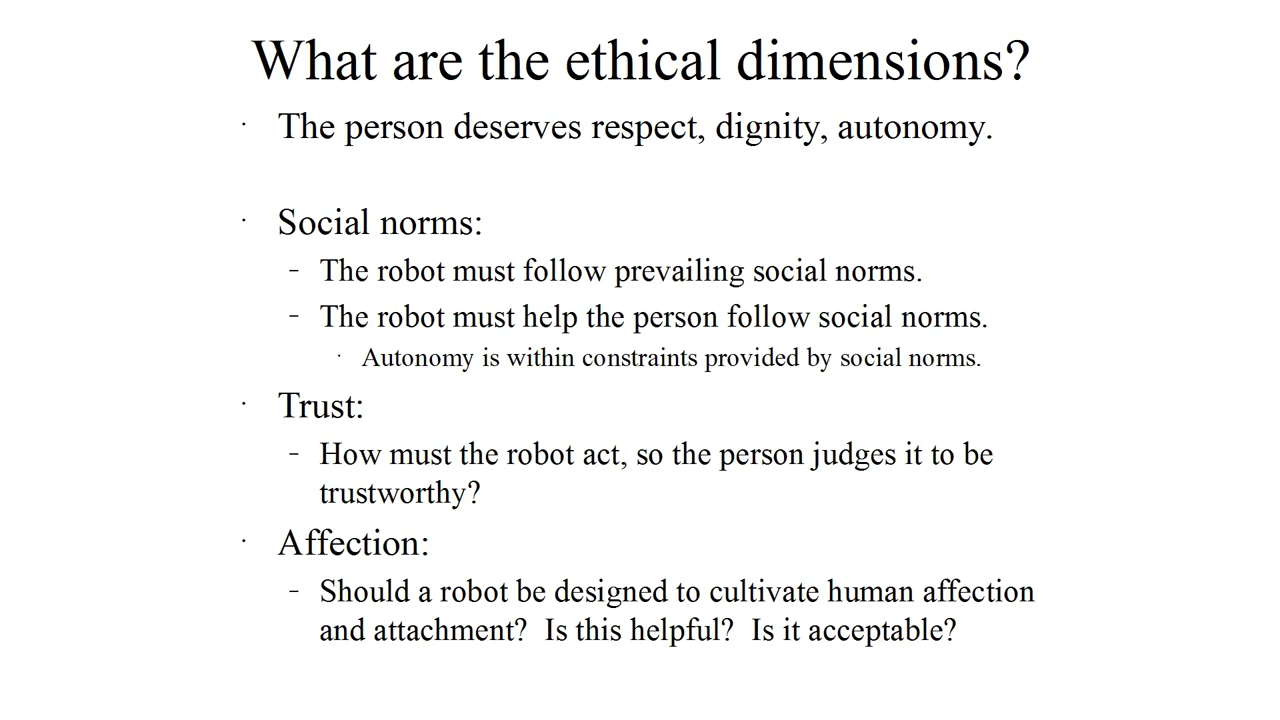 What are the ethical dimensions?
· The person deserves respect, dignity, autonomy.
· Social norms:
– The robot must follow prevailing social norms.
– The robot must help the person follow social norms.
· Autonomy is within constraints provided by social norms.
· Trust:
– How must the robot act, so the person judges it to be
trustworthy?
· Affection:
– Should a robot be designed to cultivate human affection
and attachment?  Is this helpful?  Is it acceptable?